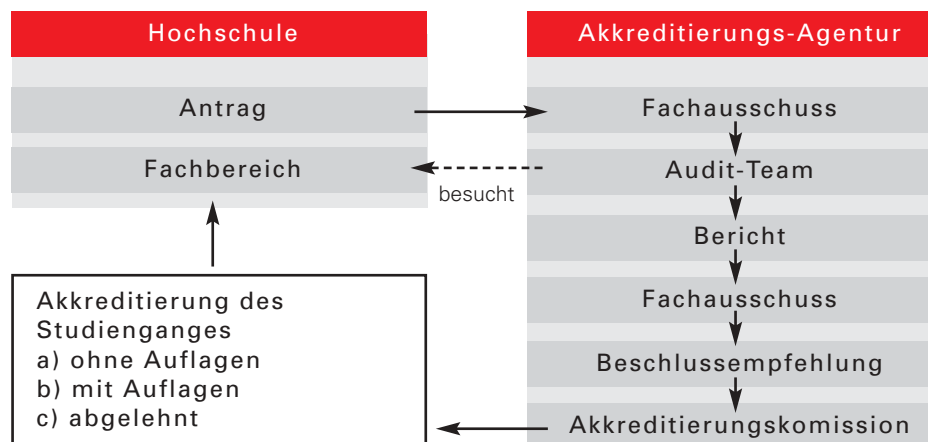 Hochschule
Akkreditierungs-Agentur
Antrag
Fachausschuss
Fachbereich
besucht
Audit-Team
Bericht
Fachausschuss
Beschlussempfehlung
Akkreditierungskomission
Akkreditierung des
Studienganges
a) ohne Auflagen
b) mit Auflagen
c) abgelehnt